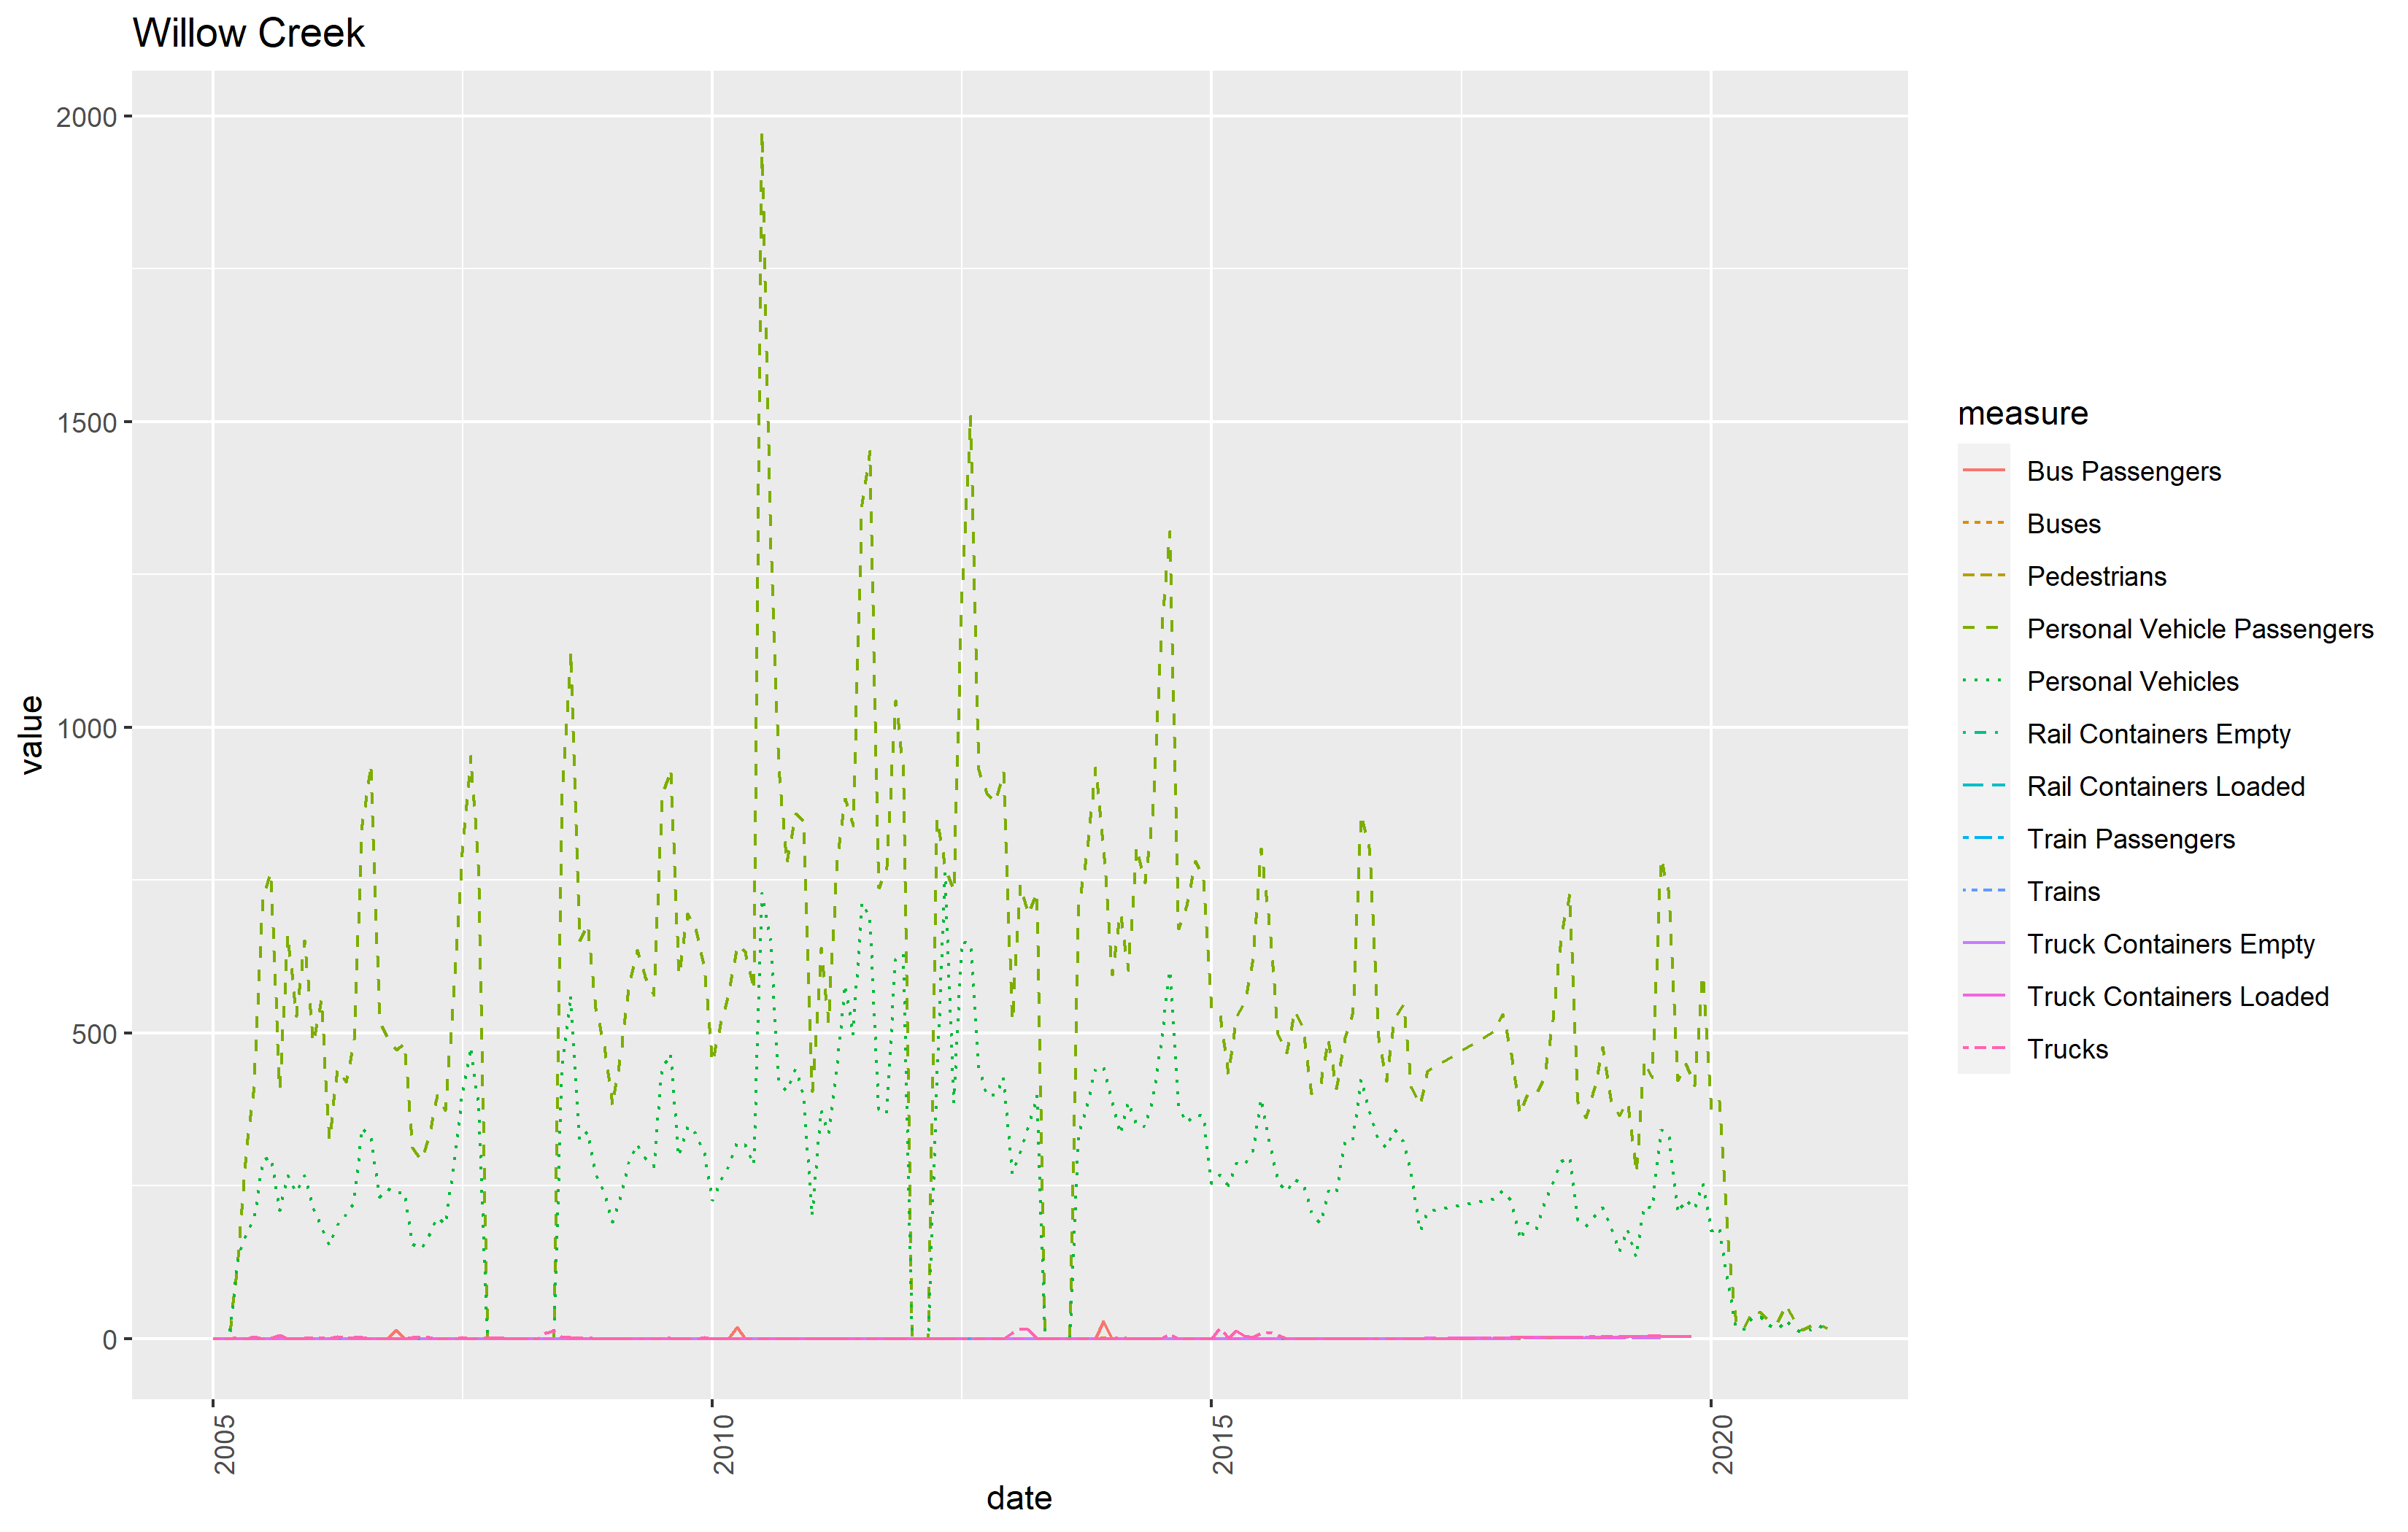 Willow Creek
2000
1500
1000
500
0
value
2005
2010
2015
2020
date
measure
Bus Passengers
Buses
Pedestrians
Personal Vehicle Passengers
Personal Vehicles
Rail Containers Empty
Rail Containers Loaded
Train Passengers
Trains
Truck Containers Empty
Truck Containers Loaded
Trucks